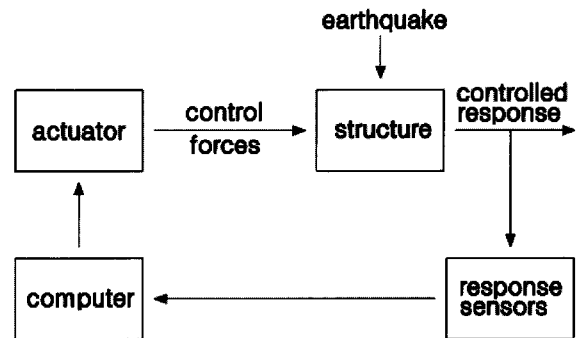 earthquake
actuator
control
forces
structure
controlled
response
computer
response
sensors